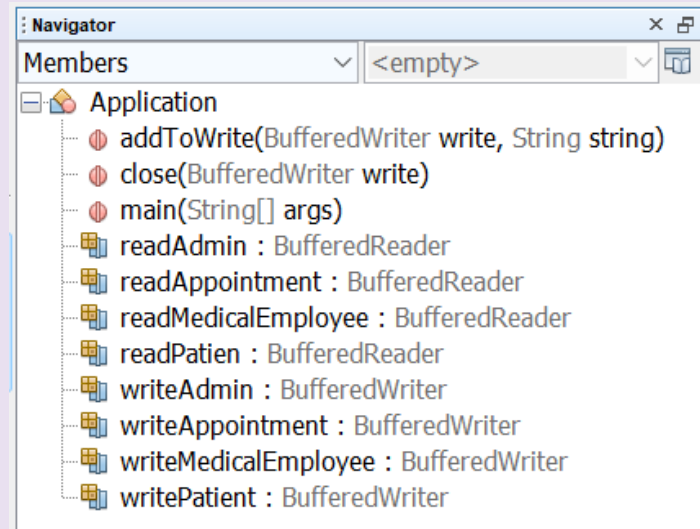 Navigator
Members <empty>
Application
addToWrite(BufferedWriter write, String string)
close(BufferedWriter write)
main(String[] args)
readAdmin : BufferedReader
readAppointment : BufferedReader
readMedicalEmployee : BufferedReader
readPatien : BufferedReader
writeAdmin : BufferedWriter
writeAppointment : BufferedWriter
writeMedicalEmployee : BufferedWriter
writePatient : BufferedWriter